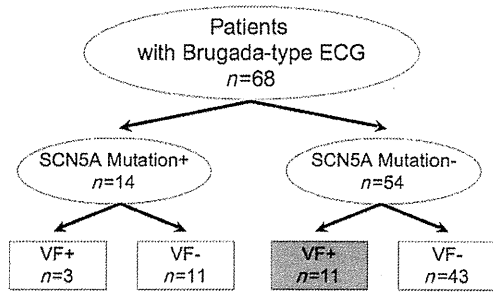 Patients
with Brugada-type ECG
n=68
SCN5A Mutation+
n=14
SCN5A Mutation-
n=54
VF+
n=3
VF-
n=11
VF+
n=11
VF-
n=43